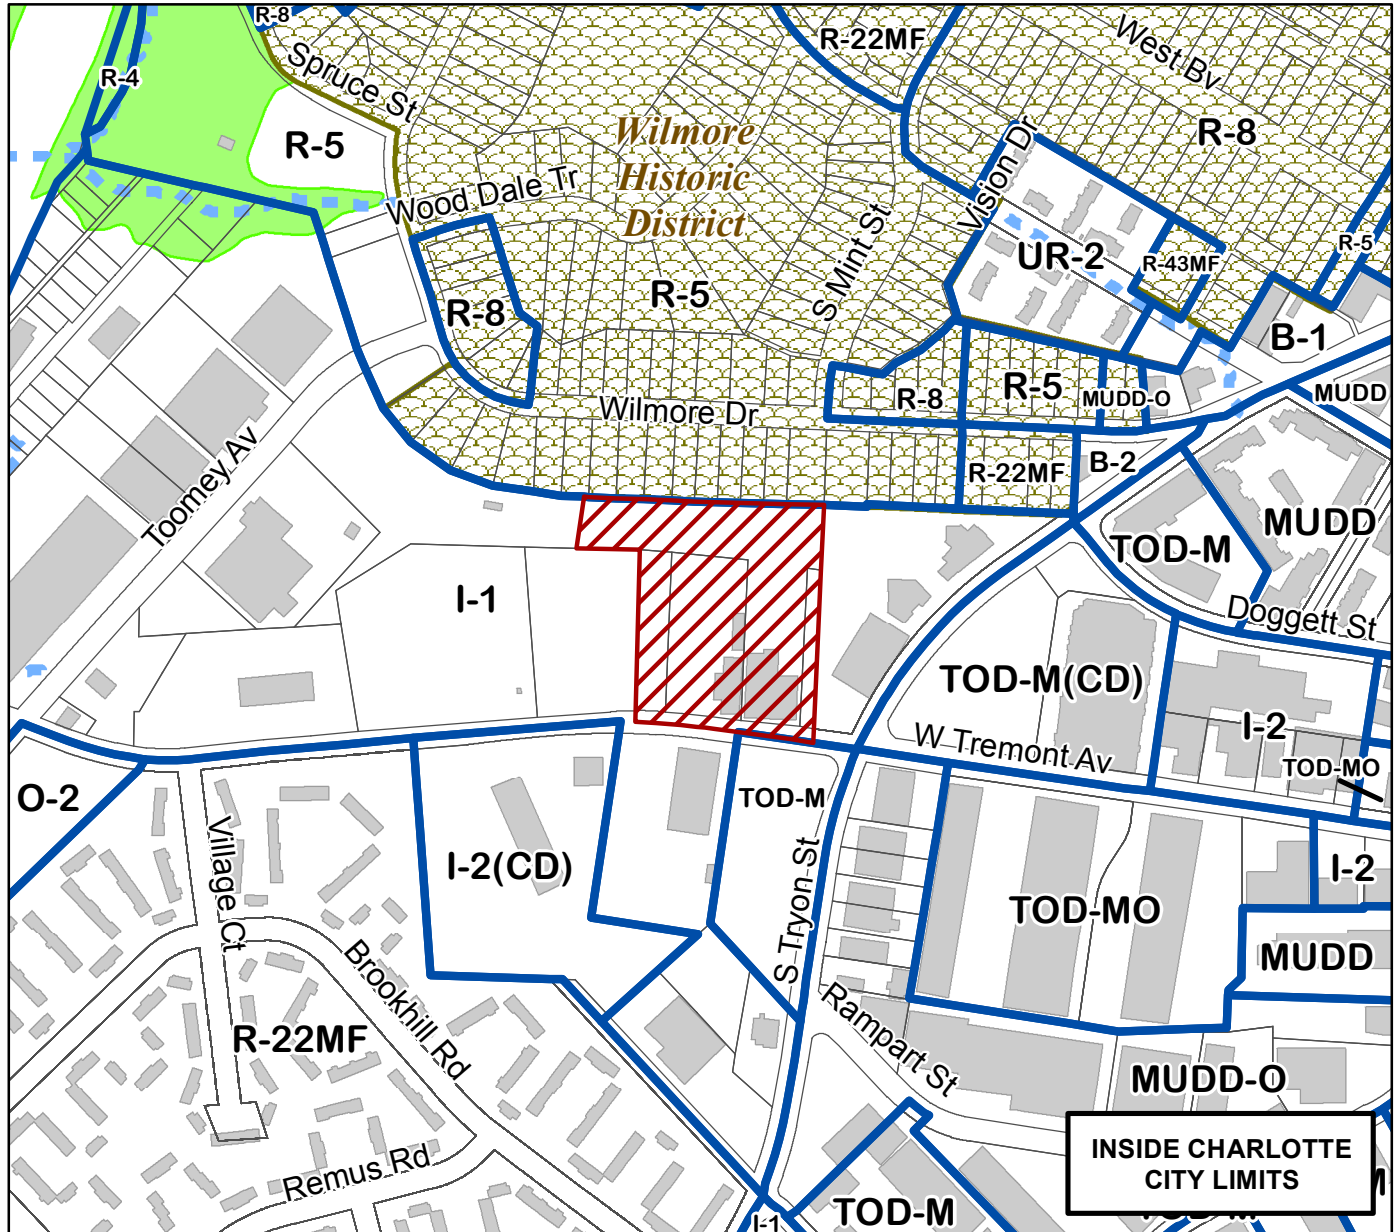 R-8
R-22MF
West Bv
R-4
Spruce St
R-5
Wilmore
Historic
District
Vision Dr
R-8
Wood Dale Tr
S Mint St
UR-2
R-43MF
R-5
R-8
R-5
B-1
R-8
R-5
MUDD-O
MUDD
Wilmore Dr
Toomey Av
R-22MF
B-2
TOD-M
MUDD
I-1
Doggett St
TOD-M(CD)
I-2
W Tremont Av
TOD-MO
O-2
TOD-M
Village Ct
I-2(CD)
S Tryon St
I-2
TOD-MO
MUDD
Brookhill Rd
Rampart St
R-22MF
MUDD-O
INSIDE CHARLOTTE
CITY LIMITS
Remus Rd
I-1
TOD-M